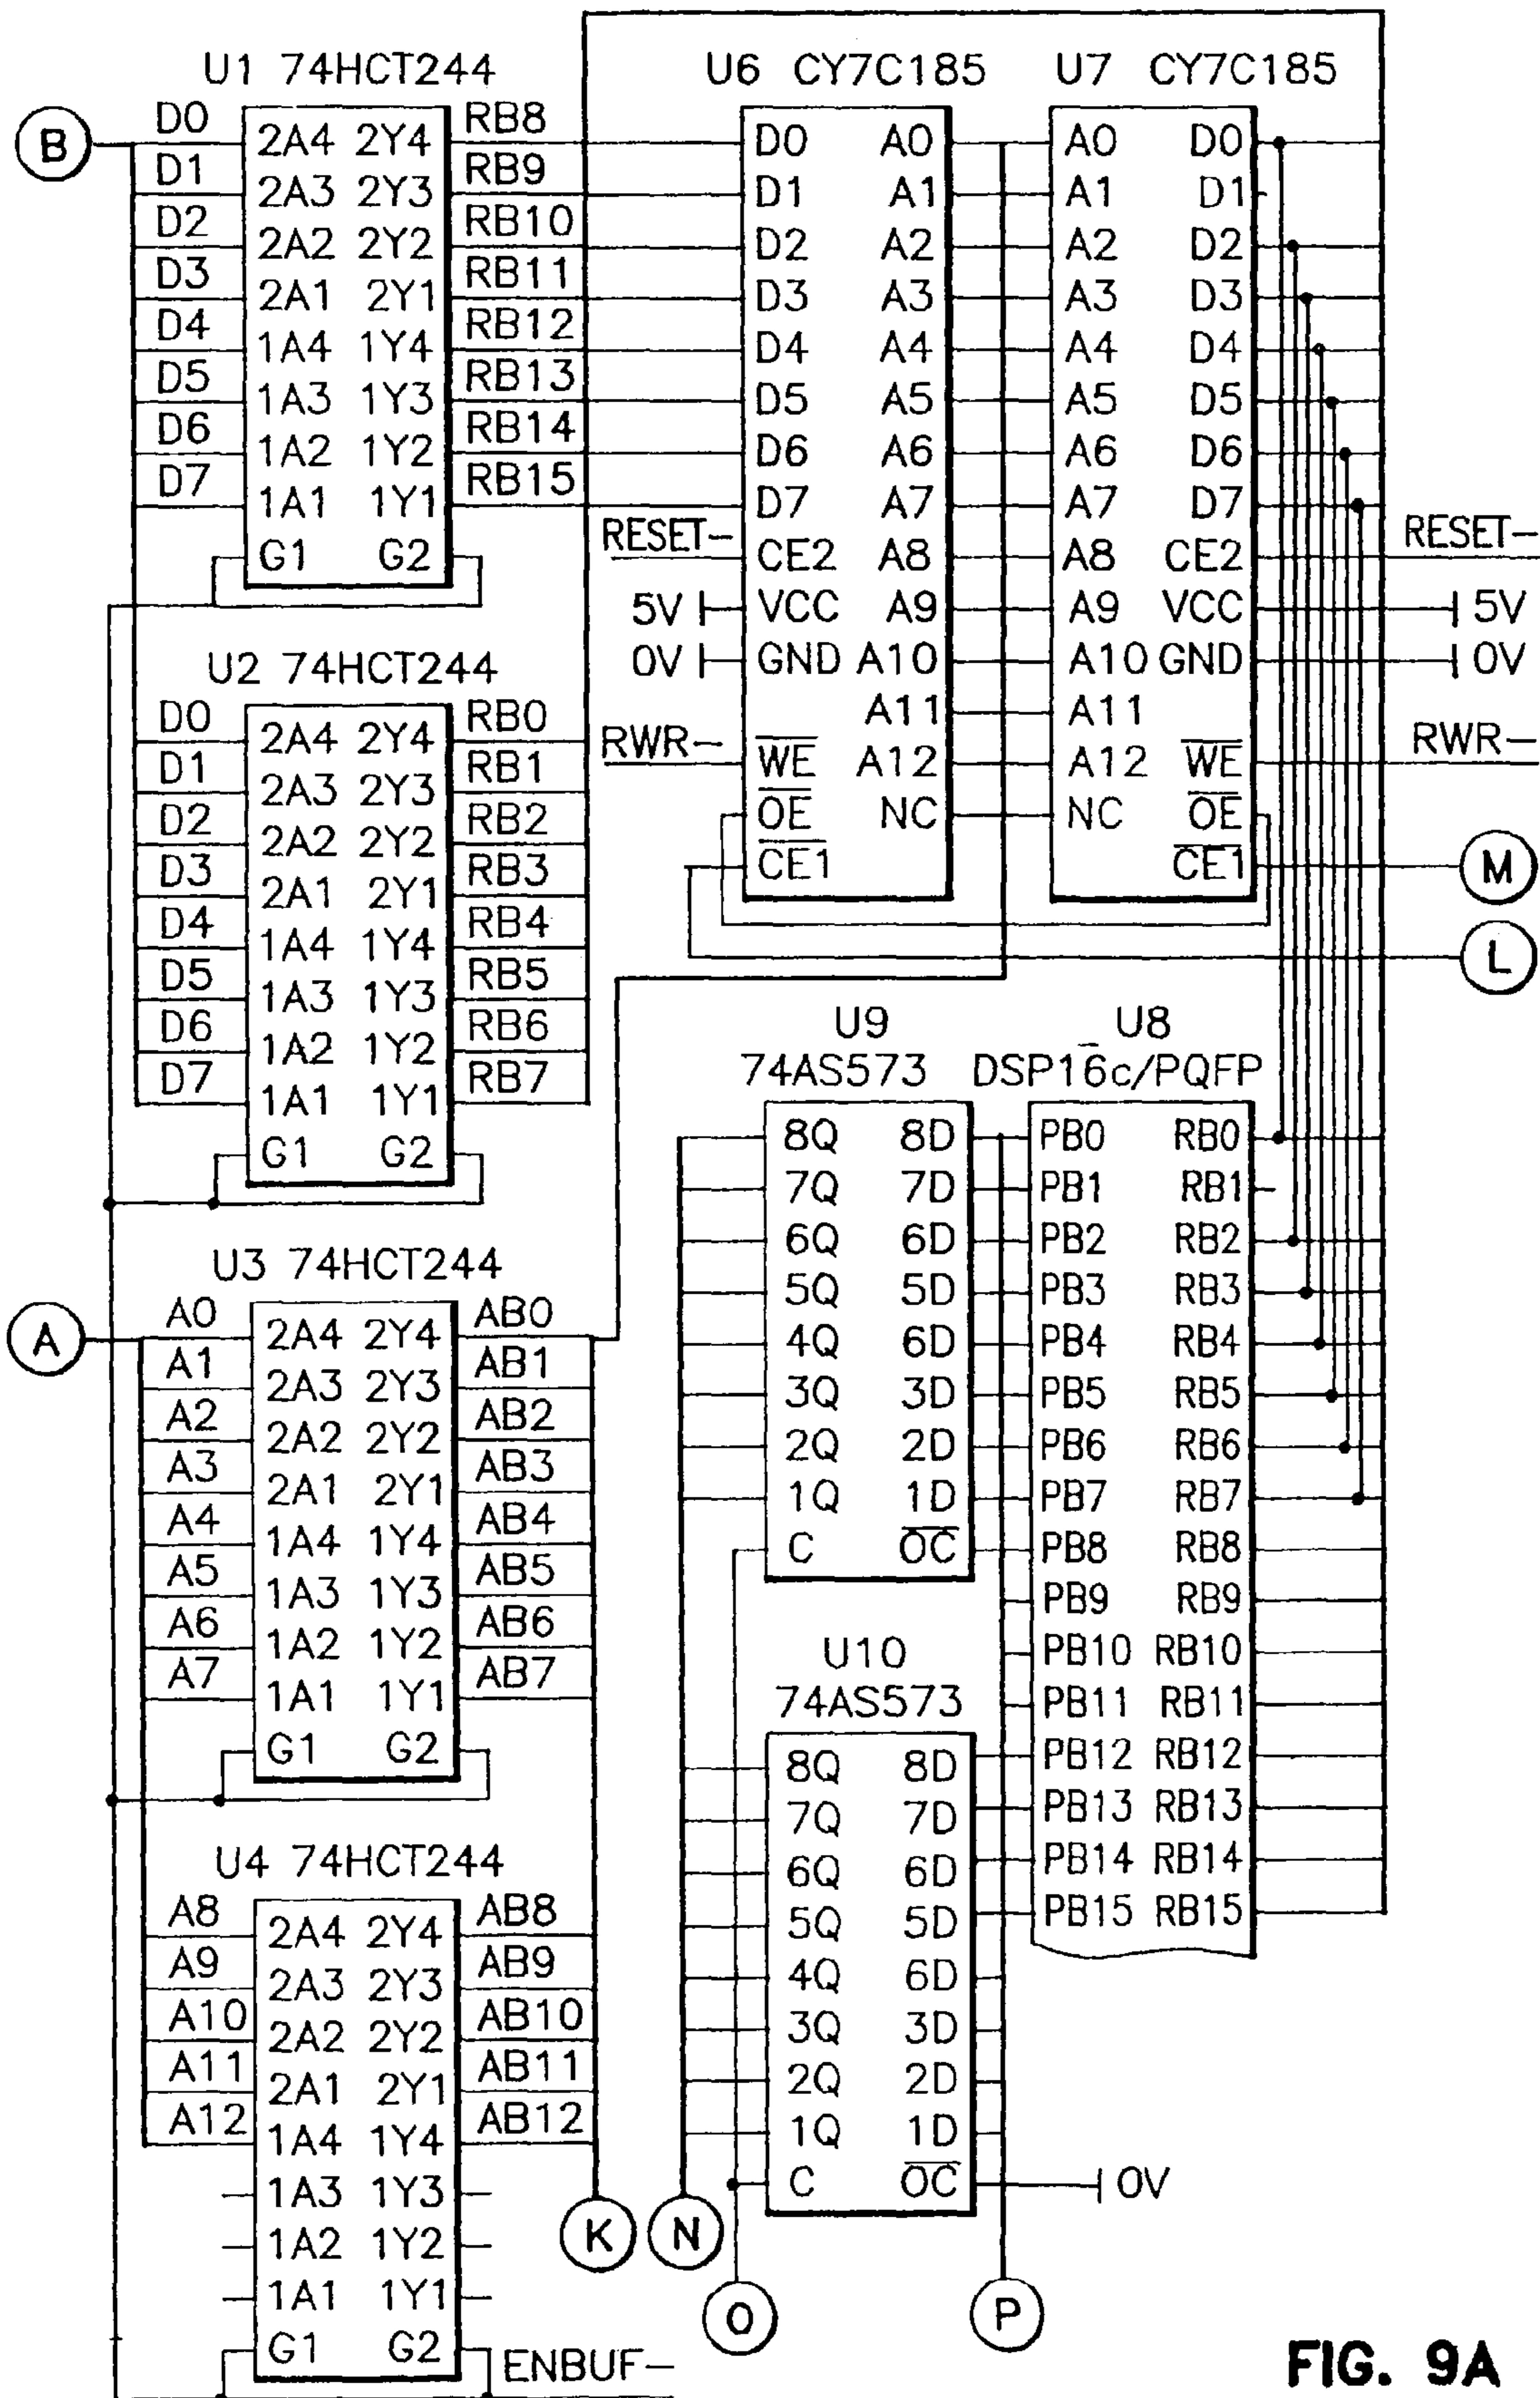 U1 74HCT244
B
D0 2A4 2Y4 RB8
D1 2A3 2Y3 RB9
D2 2A2 2Y2 RB10
D3 2A1 2Y1 RB11
D4 1A4 1Y4 RB12
D5 1A3 1Y3 RB13
D6 1A2 1Y2 RB14
D7 1A1 1Y1 RB15
G1 G2
U2 74HCT244
D0 2A4 2Y4 RB0
D1 2A3 2Y3 RB1
D2 2A2 2Y2 RB2
D3 2A1 2Y1 RB3
D4 1A4 1Y4 RB4
D5 1A3 1Y3 RB5
D6 1A2 1Y2 RB6
D7 1A1 1Y1 RB7
G1 G2
U3 74HCT244
A
A0 2A4 2Y4 AB0
A1 2A3 2Y3 AB1
A2 2A2 2Y2 AB2
A3 2A1 2Y1 AB3
A4 1A4 1Y4 AB4
A5 1A3 1Y3 AB5
A6 1A2 1Y2 AB6
A7 1A1 1Y1 AB7
G1 G2
U4 74HCT244
A8 2A4 2Y4 AB8
A9 2A3 2Y3 AB9
A10 2A2 2Y2 AB10
A11 2A1 2Y1 AB11
A12 1A4 1Y4 AB12
1A3 1Y3
1A2 1Y2
1A1 1Y1
G1 G2 ENBUF-
K
U6 CY7C185 U7 CY7C185
D0 A0 A0 D0
D1 A1 A1 D1
D2 A2 A2 D2
D3 A3 A3 D3
D4 A4 A4 D4
D5 A5 A5 D5
D6 A6 A6 D6
D7 A7 A7 D7
RESET- CE2 A8 A8 CE2 RESET-
5V VCC A9 A9 VCC 5V
0V GND A10 A10 GND 0V
A11 A11
RWR- WE A12 A12 WE RWR-
OE NC NC OE
CE1 CE1 M
L
U9 U8
74AS573 DSP16c/PQFP
8Q 8D PB0 RB0
7Q 7D PB1 RB1
6Q 6D PB2 RB2
5Q 5D PB3 RB3
4Q 6D PB4 RB4
3Q 3D PB5 RB5
2Q 2D PB6 RB6
1Q 1D PB7 RB7
C OC PB8 RB8
PB9 RB9
U10 PB10 RB10
74AS573 PB11 RB11
8Q 8D PB12 RB12
7Q 7D PB13 RB13
6Q 6D PB14 RB14
5Q 5D PB15 RB15
4Q 6D
3Q 3D
2Q 2D
1Q 1D
C OC 0V
N
O P
FIG. 9A